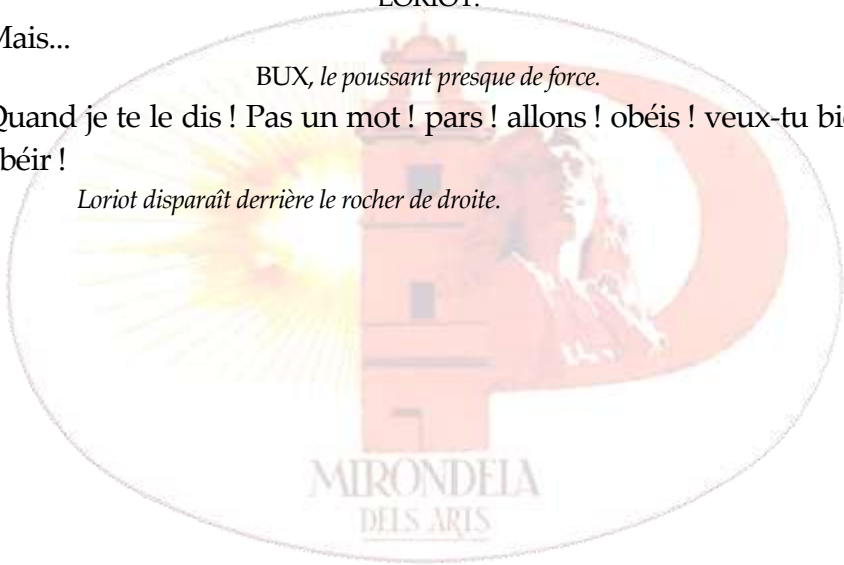 LORIOT.
Mais...
BUX, le poussant presque de force.
Quand je te le dis ! Pas un mot ! pars ! allons ! obéis ! veux-tu bi
béir !
Loriot disparaît derrière le rocher de droite.
MIRONDELA
DELS ARTS